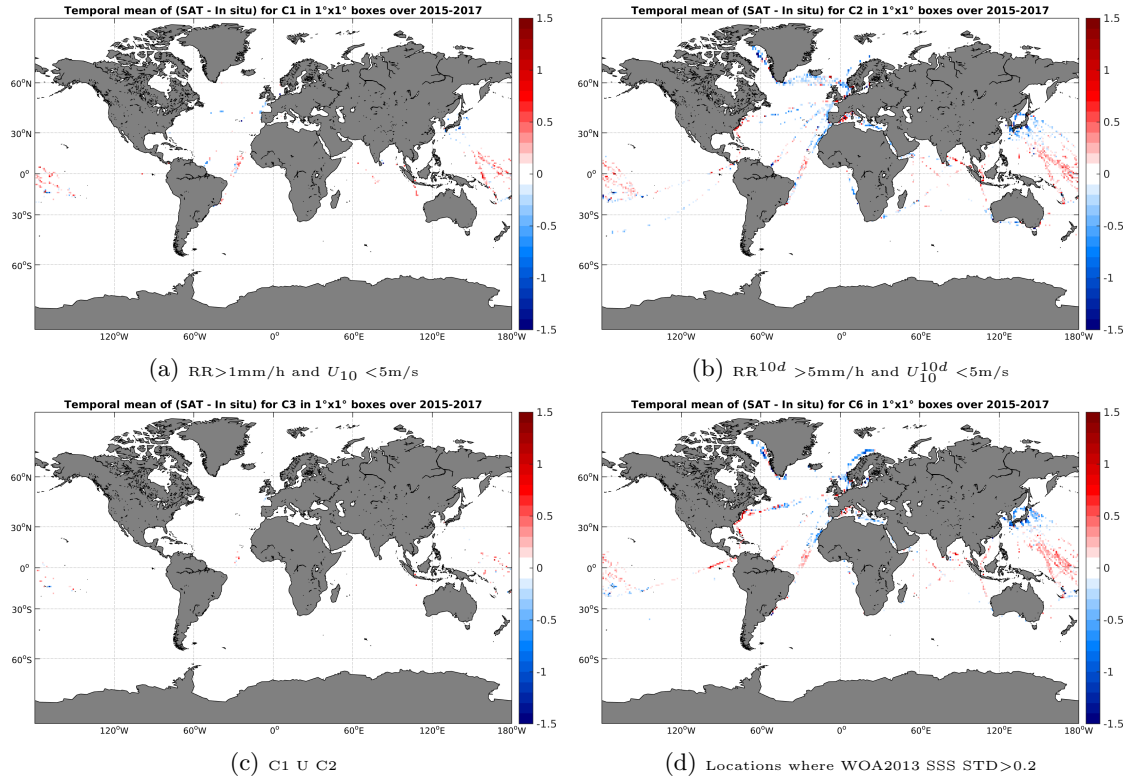 Temporal mean of (SAT - In situ) for C1 in 1°x1° boxes over 2015-2017
1.5
60°N
1
30°N
0.5
0°
0
30°S
-0.5
60°S
-1
-1.5
120°W 60°W 0° 60°E 120°E 180°W
(a) RR>1mm/h and U10 <5m/s
Temporal mean of (SAT - In situ) for C2 in 1°x1° boxes over 2015-2017
1.5
60°N
1
30°N
0.5
0°
0
30°S
-0.5
60°S
-1
-1.5
120°W 60°W 0° 60°E 120°E 180°W
(b) RR10d >5mm/h and U10 10d <5m/s
Temporal mean of (SAT - In situ) for C3 in 1°x1° boxes over 2015-2017
1.5
60°N
1
30°N
0.5
0°
0
30°S
-0.5
60°S
-1
-1.5
120°W 60°W 0° 60°E 120°E 180°W
(c) C1 U C2
Temporal mean of (SAT - In situ) for C6 in 1°x1° boxes over 2015-2017
1.5
60°N
1
30°N
0.5
0°
0
30°S
-0.5
60°S
-1
-1.5
120°W 60°W 0° 60°E 120°E 180°W
(d) Locations where WOA2013 SSS STD>0.2